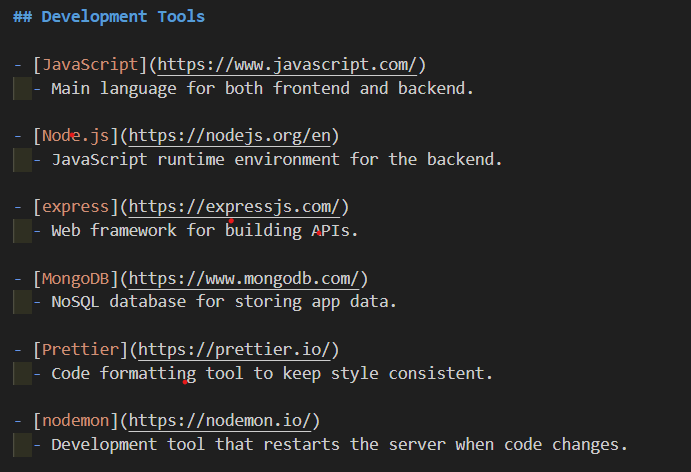 ## Development Tools
- [JavaScript](https://www.javascript.com/)
- Main language for both frontend and backend.
- [Node.js](https://nodejs.org/en)
- JavaScript runtime environment for the backend.
- [express](https://expressjs.com/)
- Web framework for building APIs.
- [MongoDB](https://www.mongodb.com/)
- NoSQL database for storing app data.
- [Prettier](https://prettier.io/)
- Code formatting tool to keep style consistent.
- [nodemon](https://nodemon.io/)
- Development tool that restarts the server when code changes.